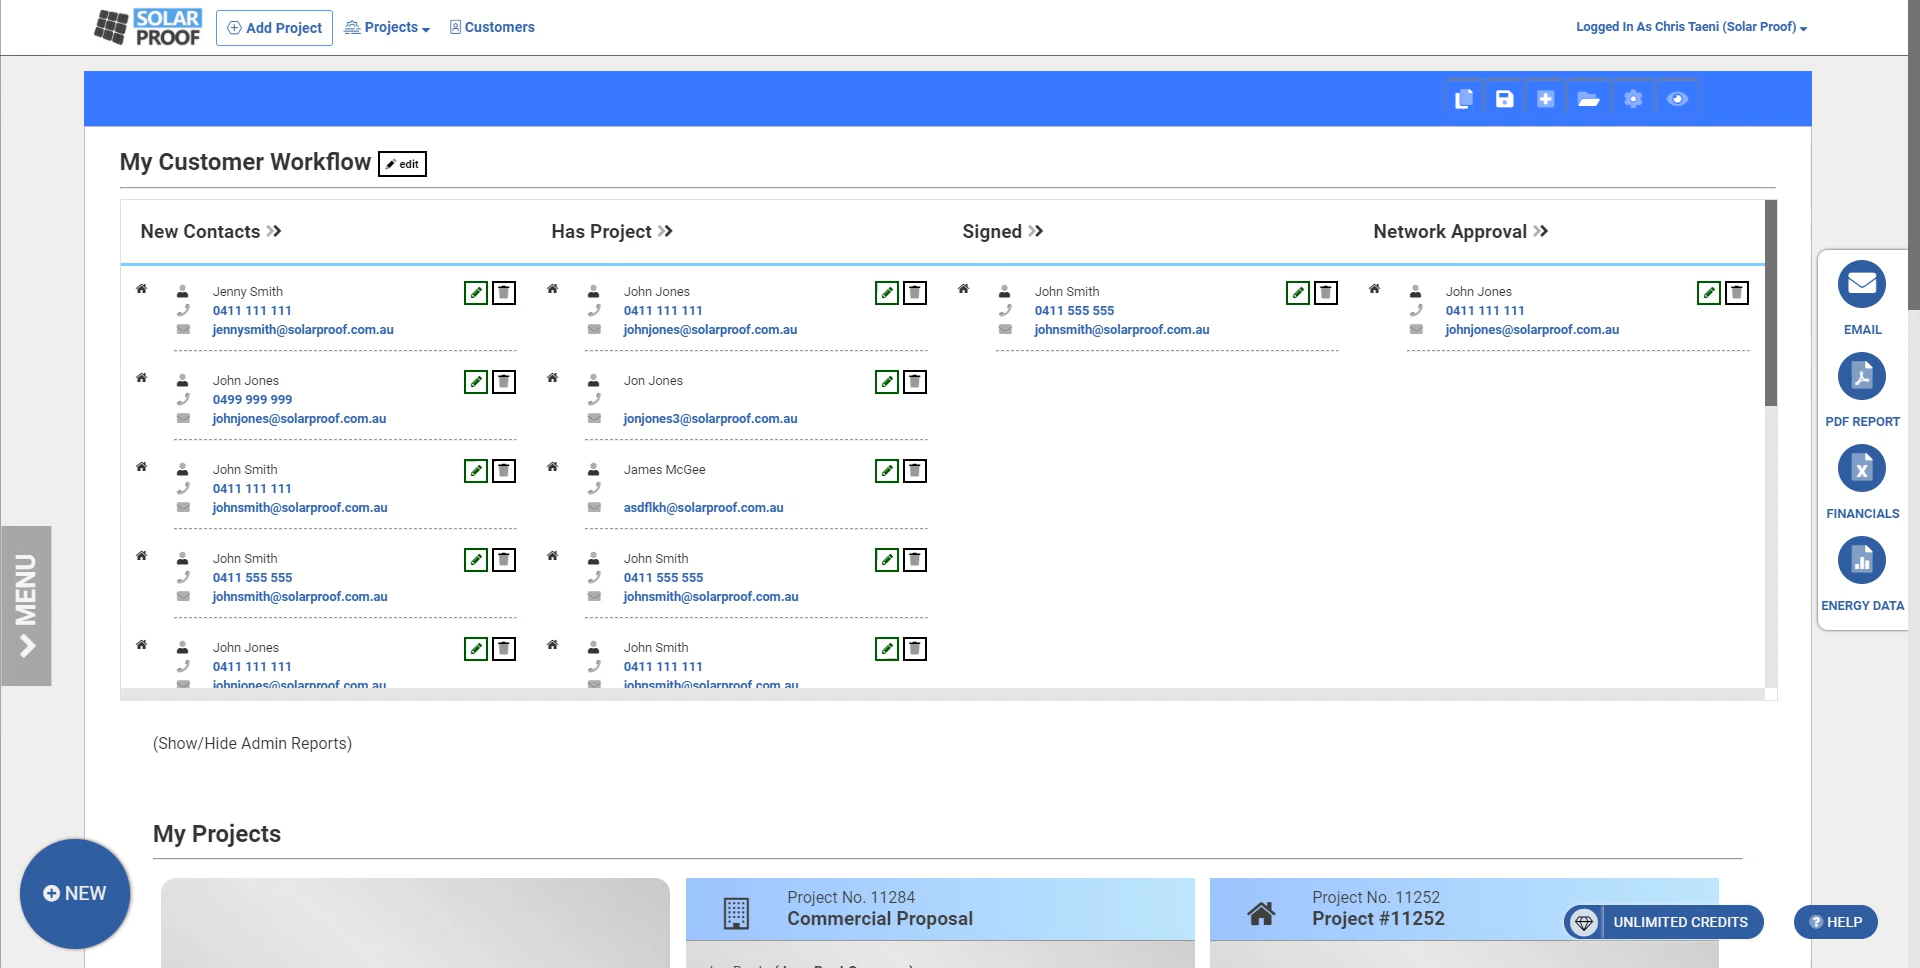 SOLAR
PROOF
Add Project
Projects
Customers
Logged In As Chris Taeni (Solar Proof)
My Customer Workflow
edit
New Contacts
Has Project
Signed
Network Approval
Jenny Smith
0411 111 111
jennysmith@solarproof.com.au
John Jones
0411 111 111
johnjones@solarproof.com.au
John Smith
0411 555 555
johnsmith@solarproof.com.au
John Jones
0411 111 111
johnjones@solarproof.com.au
John Jones
0499 999 999
johnjones@solarproof.com.au
Jon Jones
jonjones3@solarproof.com.au
John Smith
0411 111 111
johnsmith@solarproof.com.au
James McGee
asdflkh@solarproof.com.au
John Smith
0411 555 555
johnsmith@solarproof.com.au
John Smith
0411 555 555
johnsmith@solarproof.com.au
John Jones
0411 111 111
johnjones@solarproof.com.au
John Smith
0411 111 111
johnsmith@solarproof.com.au
EMAIL
PDF REPORT
FINANCIALS
ENERGY DATA
MENU
(Show/Hide Admin Reports)
My Projects
NEW
Project No. 11284
Commercial Proposal
Project No. 11252
Project #11252
UNLIMITED CREDITS
HELP